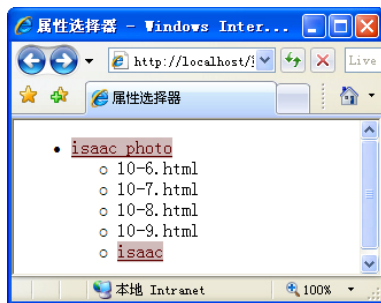 属性选择器 - Windows Inter...
http://localhost/
Live
属性选择器
isaac photo
10-6.html
10-7.html
10-8.html
10-9.html
isaac
本地 Intranet
100%